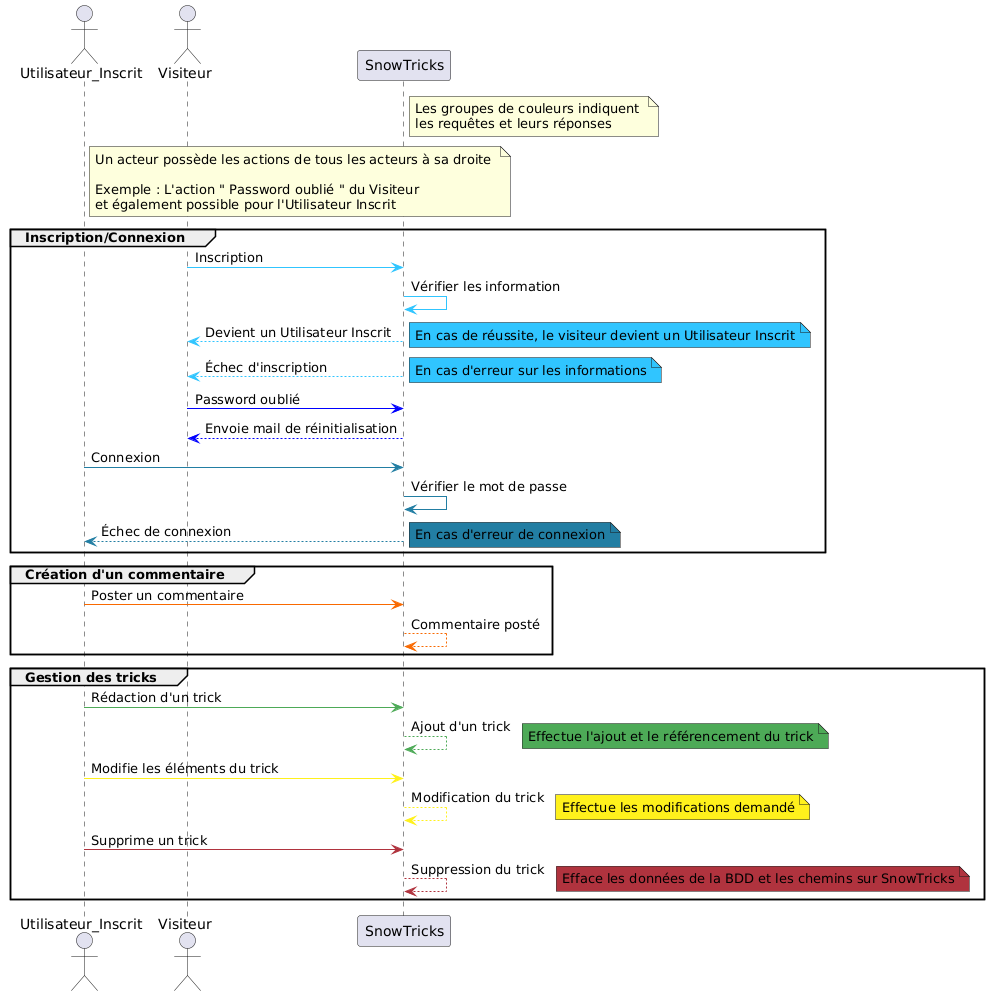 Utilisateur_Inscrit
Visiteur
SnowTricks
Les groupes de couleurs indiquent
les requêtes et leurs réponses
Un acteur possède les actions de tous les acteurs à sa droite
Exemple : L'action " Password oublié " du Visiteur
et également possible pour l'Utilisateur Inscrit
Inscription/Connexion
Inscription
Vérifier les information
Devient un Utilisateur Inscrit
En cas de réussite, le visiteur devient un Utilisateur Inscrit
Échec d'inscription
En cas d'erreur sur les informations
Password oublié
Envoie mail de réinitialisation
Connexion
Vérifier le mot de passe
Échec de connexion
En cas d'erreur de connexion
Création d'un commentaire
Poster un commentaire
Commentaire posté
Gestion des tricks
Rédaction d'un trick
Ajout d'un trick
Effectue l'ajout et le référencement du trick
Modifie les éléments du trick
Modification du trick
Effectue les modifications demandé
Supprime un trick
Suppression du trick
Efface les données de la BDD et les chemins sur SnowTricks
Utilisateur_Inscrit
Visiteur
SnowTricks